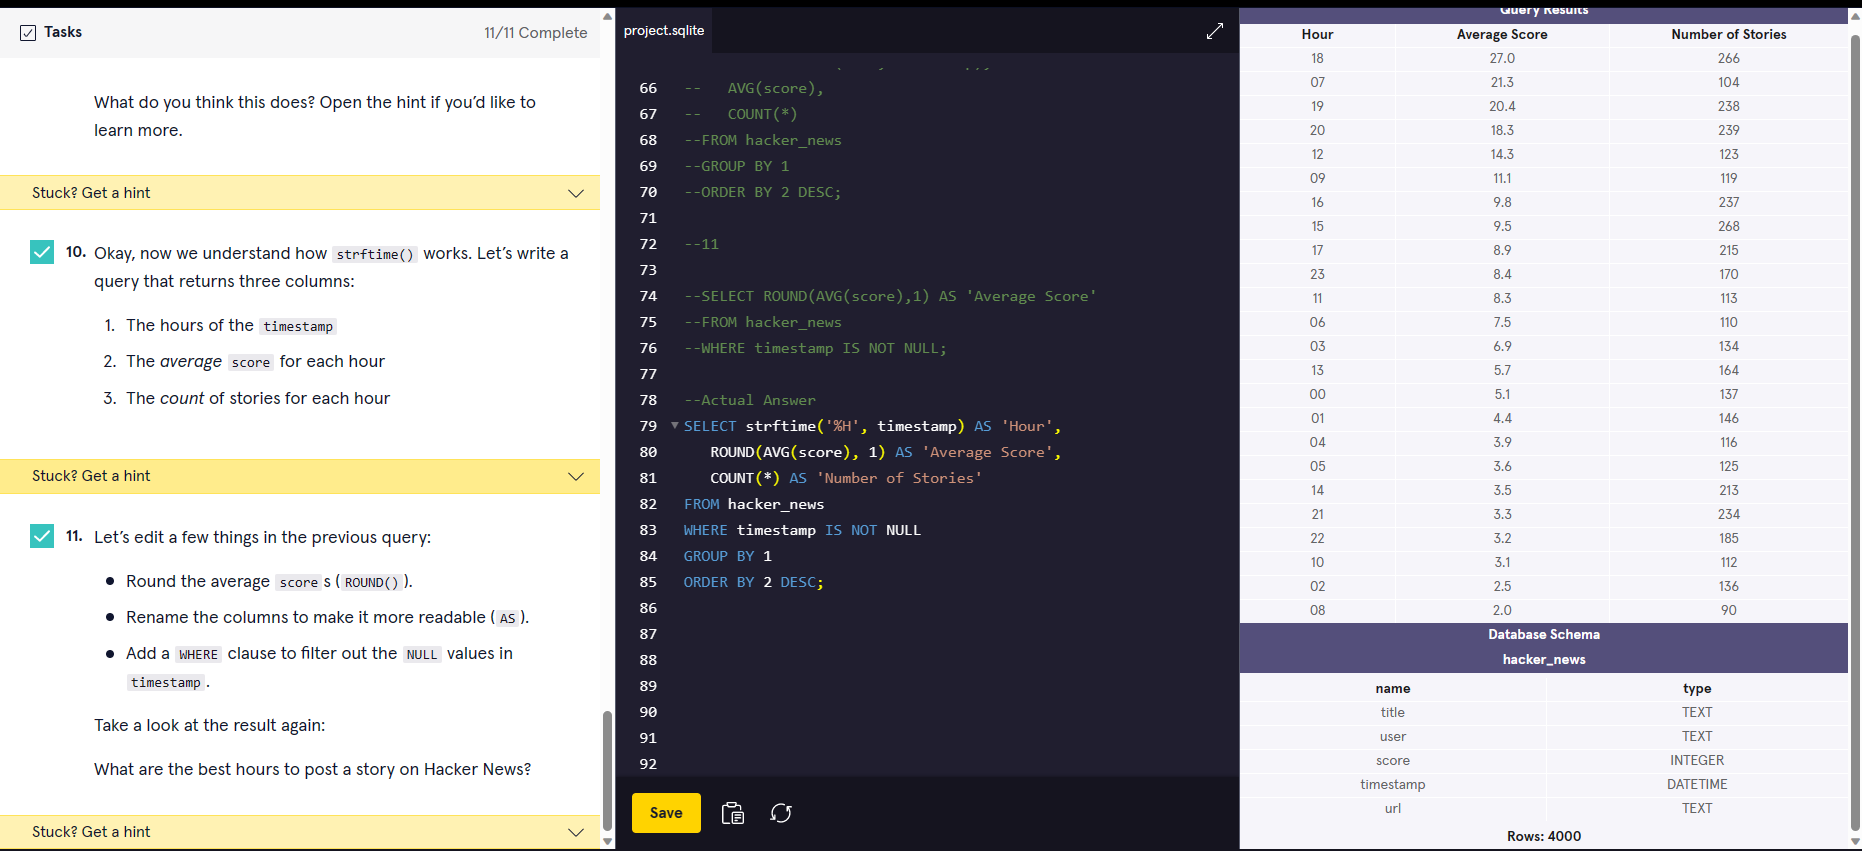 Tasks
11/11 Complete
What do you think this does? Open the hint if you’d like to
learn more.
Stuck? Get a hint
10. Okay, now we understand how strftime() works. Let’s write a
query that returns three columns:
1. The hours of the timestamp
2. The average score for each hour
3. The count of stories for each hour
Stuck? Get a hint
11. Let’s edit a few things in the previous query:
Round the average score s ( ROUND() ).
Rename the columns to make it more readable ( AS ).
Add a WHERE clause to filter out the NULL values in
timestamp .
Take a look at the result again:
What are the best hours to post a story on Hacker News?
Stuck? Get a hint
project.sqlite
66 --   AVG(score),
67 --   COUNT(*)
68 --FROM hacker_news
69 --GROUP BY 1
70 --ORDER BY 2 DESC;
71
72 --11
73
74 --SELECT ROUND(AVG(score),1) AS 'Average Score'
75 --FROM hacker_news
76 --WHERE timestamp IS NOT NULL;
77
78 --Actual Answer
79 SELECT strftime('%H', timestamp) AS 'Hour',
80    ROUND(AVG(score), 1) AS 'Average Score',
81    COUNT(*) AS 'Number of Stories'
82 FROM hacker_news
83 WHERE timestamp IS NOT NULL
84 GROUP BY 1
85 ORDER BY 2 DESC;
86
87
88
89
90
91
92
Save
Query Results
Hour Average Score Number of Stories
18 27.0 266
07 21.3 104
19 20.4 238
20 18.3 239
12 14.3 123
09 11.1 119
16 9.8 237
15 9.5 268
17 8.9 215
23 8.4 170
11 8.3 113
06 7.5 110
03 6.9 134
13 5.7 164
00 5.1 137
01 4.4 146
04 3.9 116
05 3.6 125
14 3.5 213
21 3.3 234
22 3.2 185
10 3.1 112
02 2.5 136
08 2.0 90
Database Schema
hacker_news
name type
title TEXT
user TEXT
score INTEGER
timestamp DATETIME
url TEXT
Rows: 4000